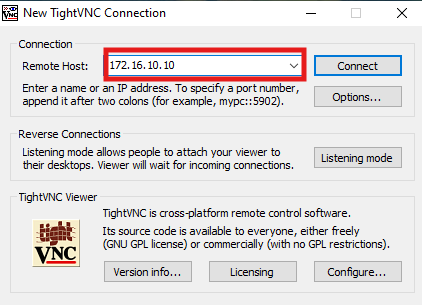 New TightVNC Connection
Connection
Remote Host:
172.16.10.10
Connect
Enter a name or an IP address. To specify a port number,
append it after two colons (for example, mypc::5902).
Options...
Reverse Connections
Listening mode allows people to attach your viewer to
their desktops. Viewer will wait for incoming connections.
Listening mode
TightVNC Viewer
tight
VNC
TightVNC is cross-platform remote control software.
Its source code is available to everyone, either freely
(GNU GPL license) or commercially (with no GPL restrictions).
Version info...
Licensing
Configure...